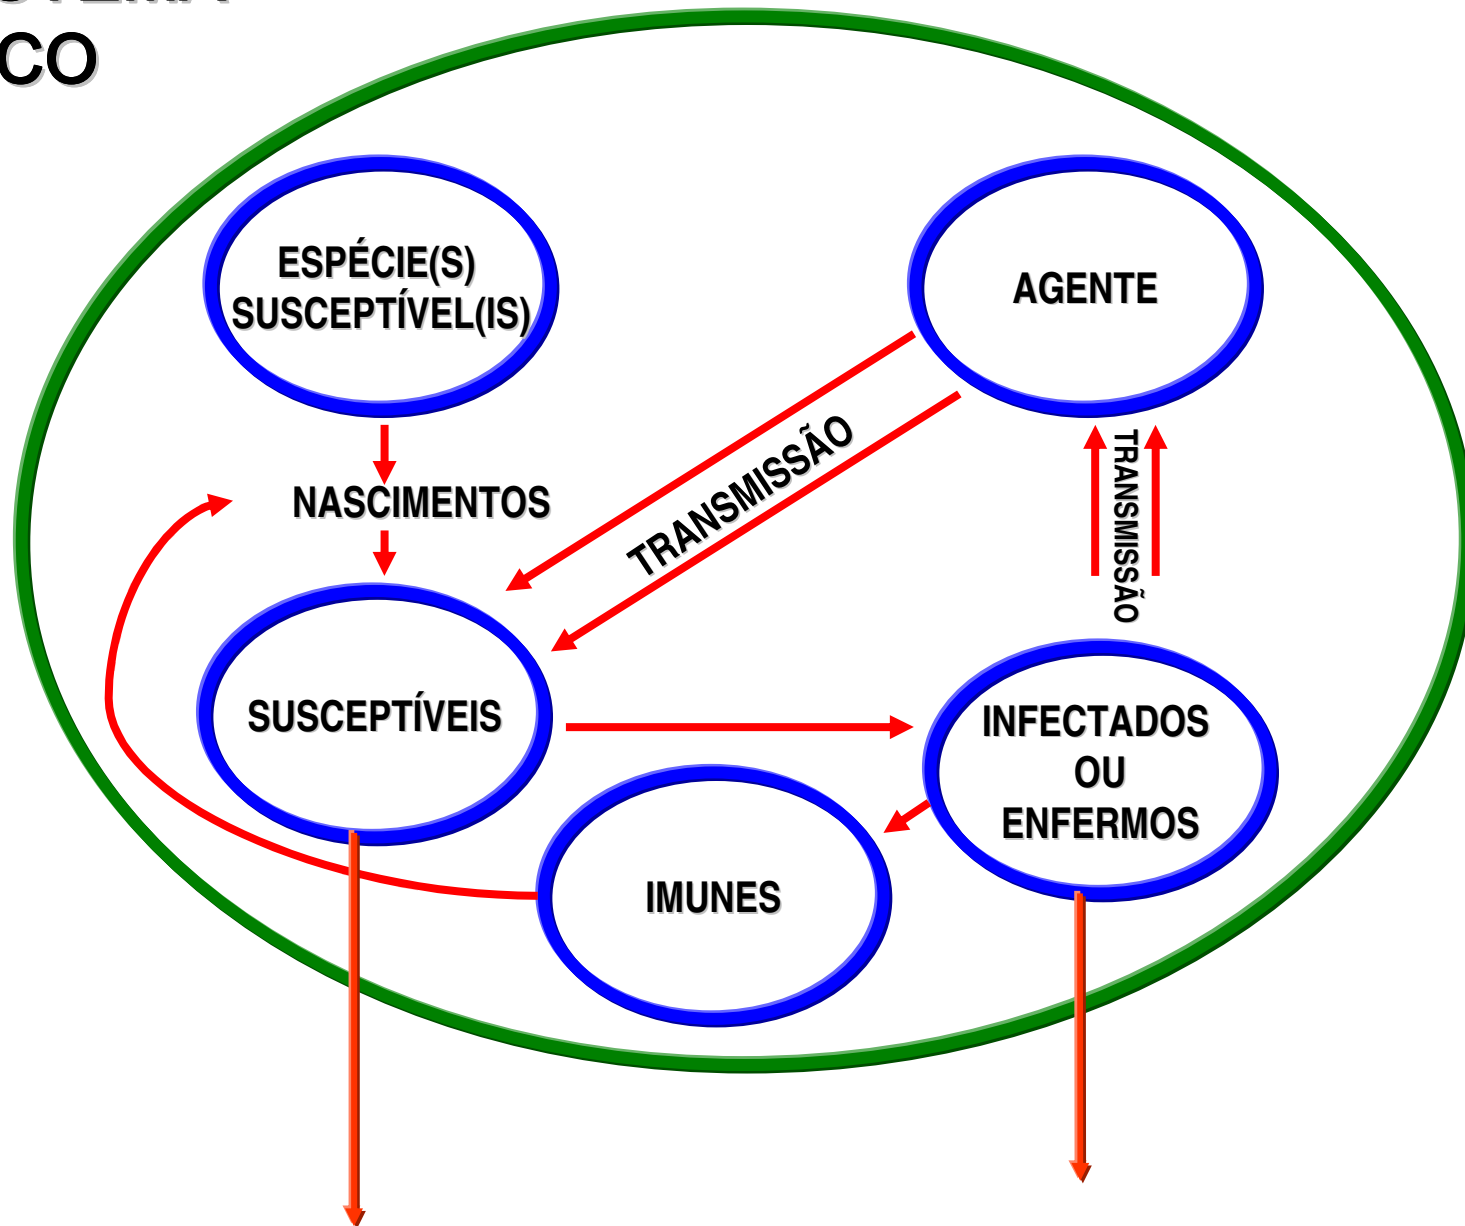 CO
ESPÉCIE(S)
SUSCEPTÍVEL(IS)
AGENTE
TRANSMISSÃO
TRANSMISSÃO
NASCIMENTOS
SUSCEPTÍVEIS
INFECTADOS
OU
ENFERMOS
IMUNES